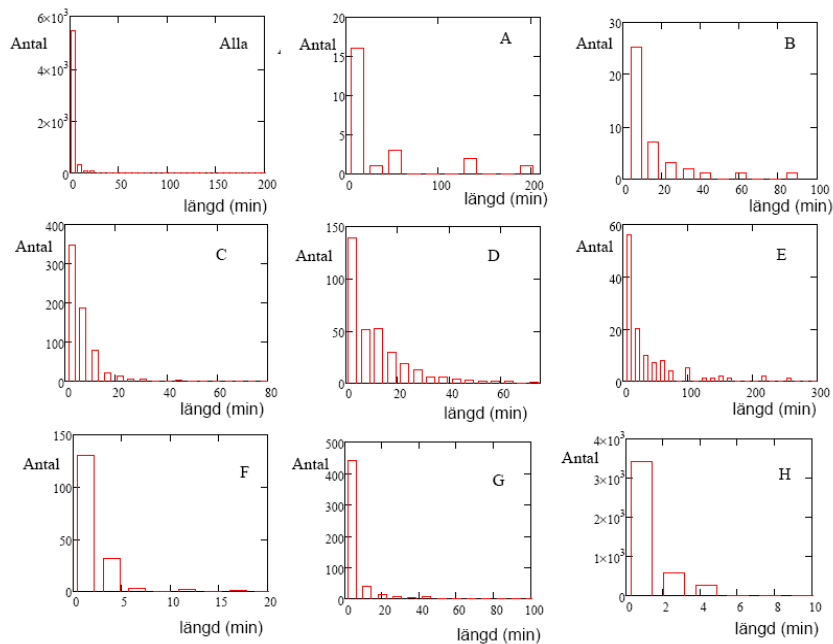 Antal
6×10³
4×10³
2×10³
0
Alla
0 50 100 150 200
längd (min)
Antal
20
15
10
5
0
A
0 100 200
längd (min)
Antal
30
20
10
0
B
0 20 40 60 80 100
längd (min)
Antal
400
300
200
100
0
C
0 20 40 60 80
längd (min)
Antal
150
100
50
0
D
0 20 40 60
längd (min)
Antal
60
40
20
0
E
0 100 200 300
längd (min)
Antal
150
100
50
0
F
0 5 10 15 20
längd (min)
Antal
500
400
300
200
100
0
G
0 20 40 60 80 100
längd (min)
Antal
4×10³
3×10³
2×10³
1×10³
0
H
0 2 4 6 8 10
längd (min)